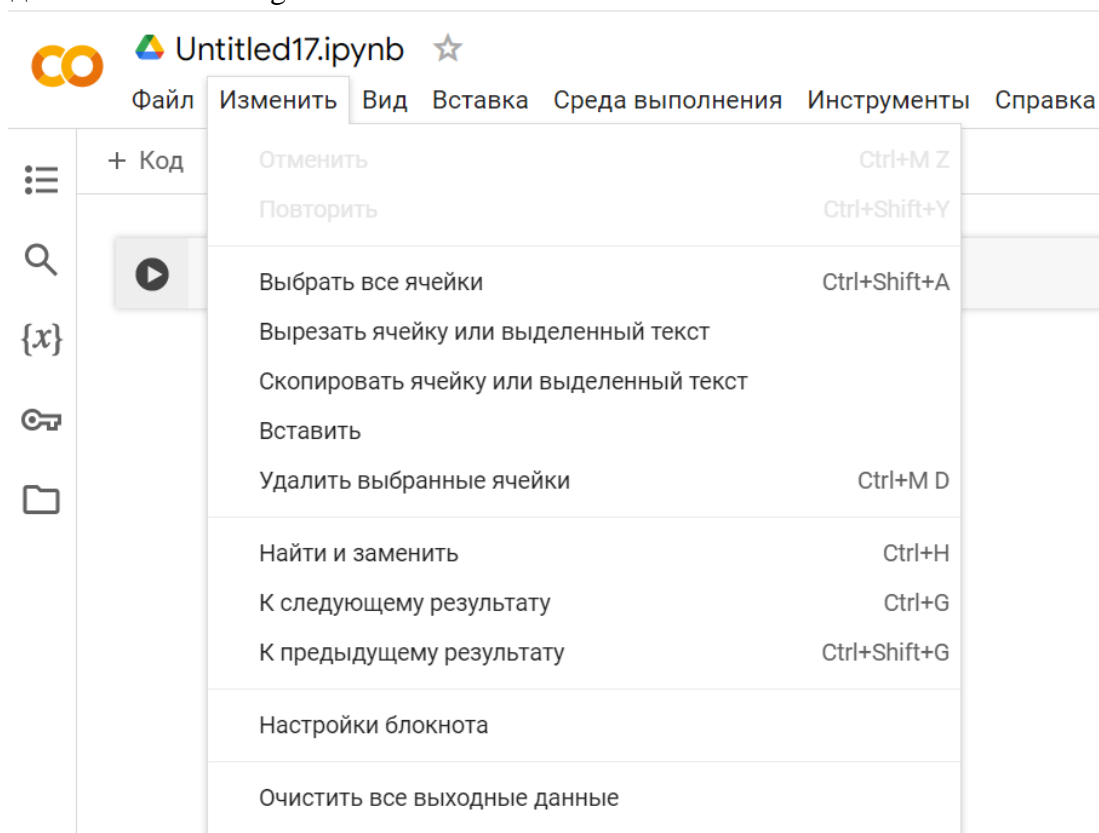 Untitled17.ipynb
Файл Изменить Вид Вставка Среда выполнения Инструменты Справка
+ Код
Отменить Ctrl+M Z
Повторить Ctrl+Shift+Y
Выбрать все ячейки Ctrl+Shift+A
Вырезать ячейку или выделенный текст
Скопировать ячейку или выделенный текст
Вставить
Удалить выбранные ячейки Ctrl+M D
Найти и заменить Ctrl+H
К следующему результату Ctrl+G
К предыдущему результату Ctrl+Shift+G
Настройки блокнота
Очистить все выходные данные
{x}